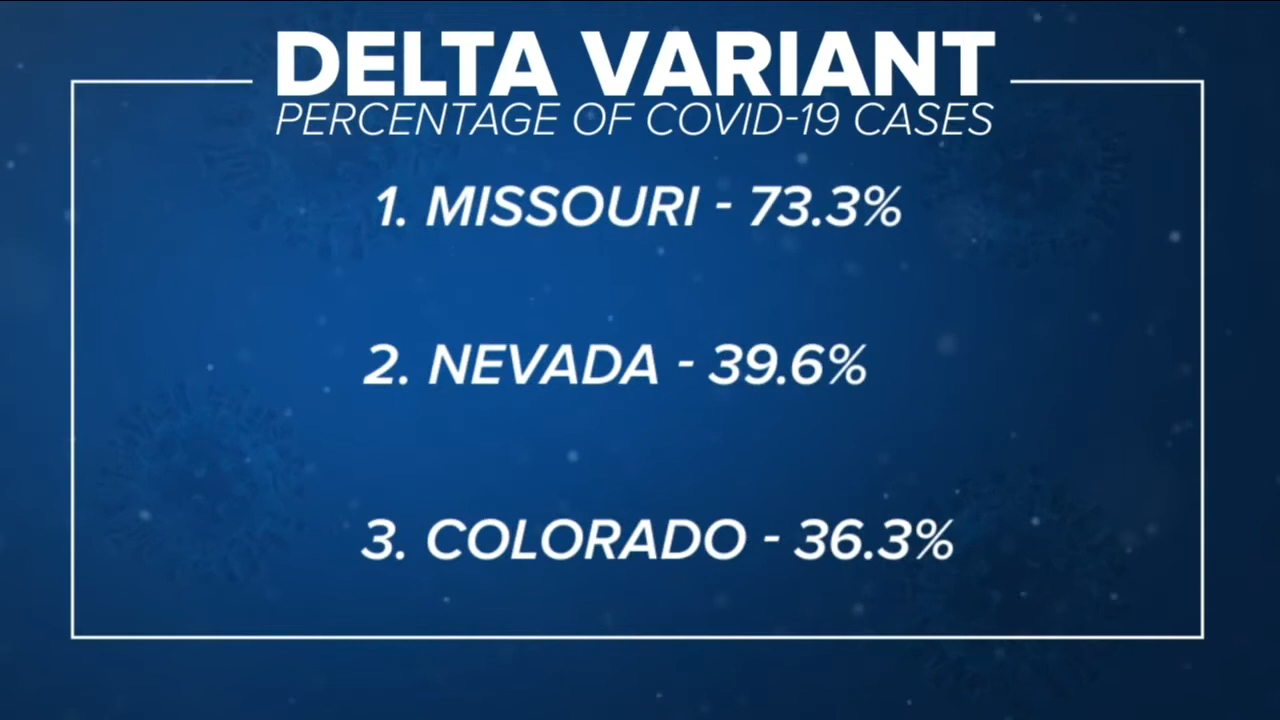 DELTA VARIANT
PERCENTAGE OF COVID-19 CASES
1. MISSOURI - 73.3%
2. NEVADA - 39.6%
3. COLORADO - 36.3%